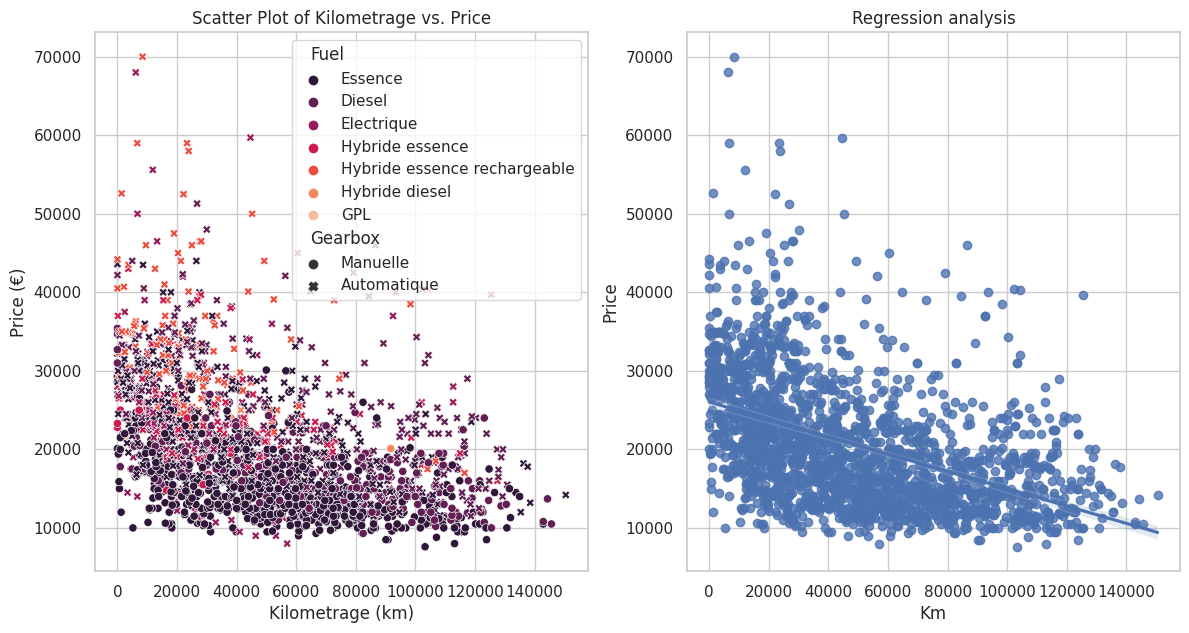 Scatter Plot of Kilometrage vs. Price
Price (€)
70000
60000
50000
40000
30000
20000
10000
0
20000
40000
60000
80000
100000
120000
140000
Kilometrage (km)
Fuel
Essence
Diesel
Electrique
Hybride essence
Hybride essence rechargeable
Hybride diesel
GPL
Gearbox
Manuelle
Automatique
Regression analysis
Price
70000
60000
50000
40000
30000
20000
10000
0
20000
40000
60000
80000
100000
120000
140000
Km